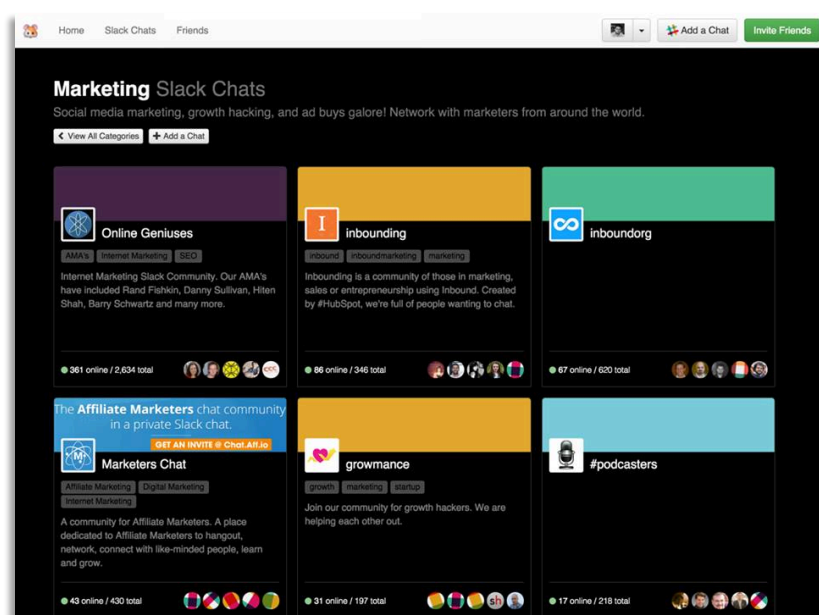 Home Slack Chats Friends
Add a Chat
Invite Friends
Marketing Slack Chats
Social media marketing, growth hacking, and ad buys galore! Network with marketers from around the world.
View All Categories
Add a Chat
Online Geniuses
AMA's Internet Marketing SEO
Internet Marketing Slack Community. Our AMA's
have included Rand Fishkin, Danny Sullivan, Hiten
Shah, Barry Schwartz and many more.
361 online / 2,634 total
I
inbounding
inbound inboundmarketing marketing
Inbounding is a community of those in marketing,
sales or entrepreneurship using Inbound. Created
by #HubSpot, we're full of people wanting to chat.
86 online / 346 total
inboundorg
67 online / 620 total
The Affiliate Marketers chat community
in a private Slack chat.
GET AN INVITE @ Chat.Aff.io
M
Marketers Chat
Affiliate Marketing Digital Marketing
Internet Marketing
A community for Affiliate Marketers. A place
dedicated to Affiliate Marketers to hangout,
network, connect with like-minded people, learn
and grow.
43 online / 430 total
growmance
growth marketing startup
Join our community for growth hackers. We are
helping each other out.
31 online / 197 total
sh
#podcasters
17 online / 218 total